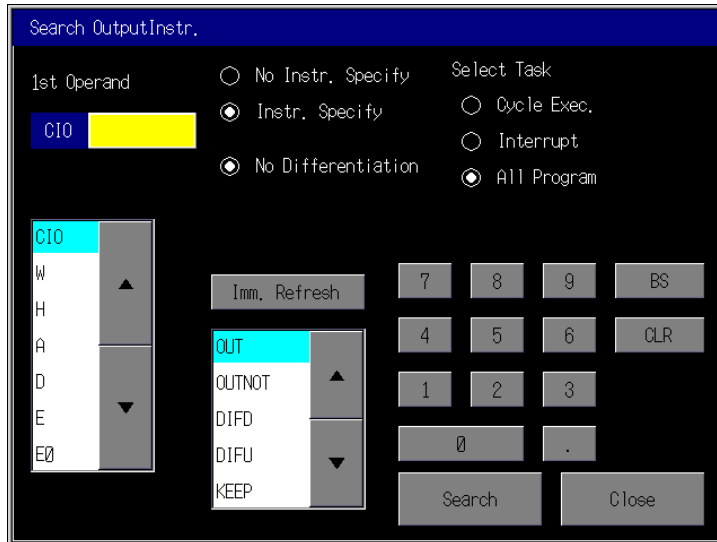 Search OutputInstr.
1st Operand
CIO
No Instr. Specify
Instr. Specify
No Differentiation
Select Task
Cycle Exec.
Interrupt
All Program
CIO
W
H
A
D
E
E0
Imm. Refresh
OUT
OUTNOT
DIFD
DIFU
KEEP
7 8 9 BS
4 5 6 CLR
1 2 3
0 .
Search Close